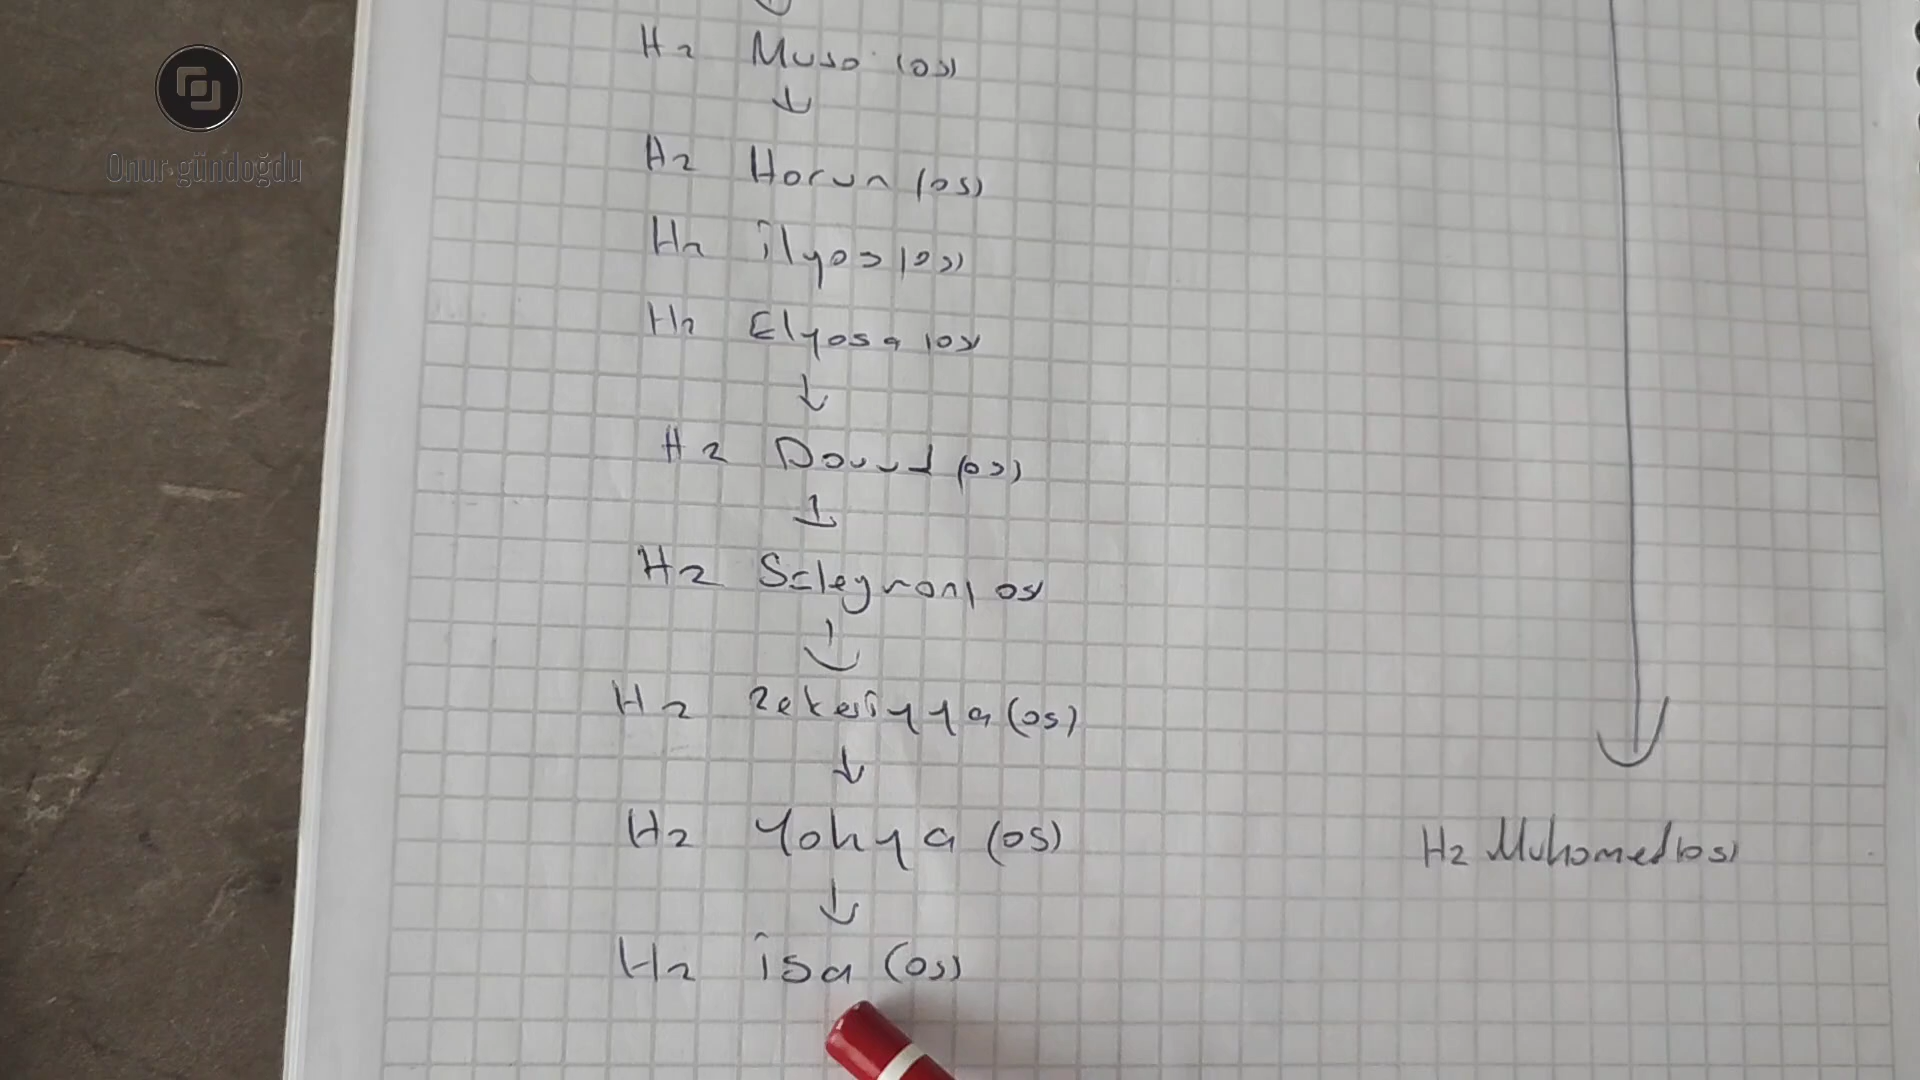 Onur gündoğdu
Hz Musa (as)
Hz Harun (as)
Hz İlyas (as)
Hz Elyasa (as)
Hz Davud (as)
Hz Süleyman (as)
Hz Zekeriyya (as)
Hz Yahya (as)
Hz İsa (as)
Hz Muhamed (as)